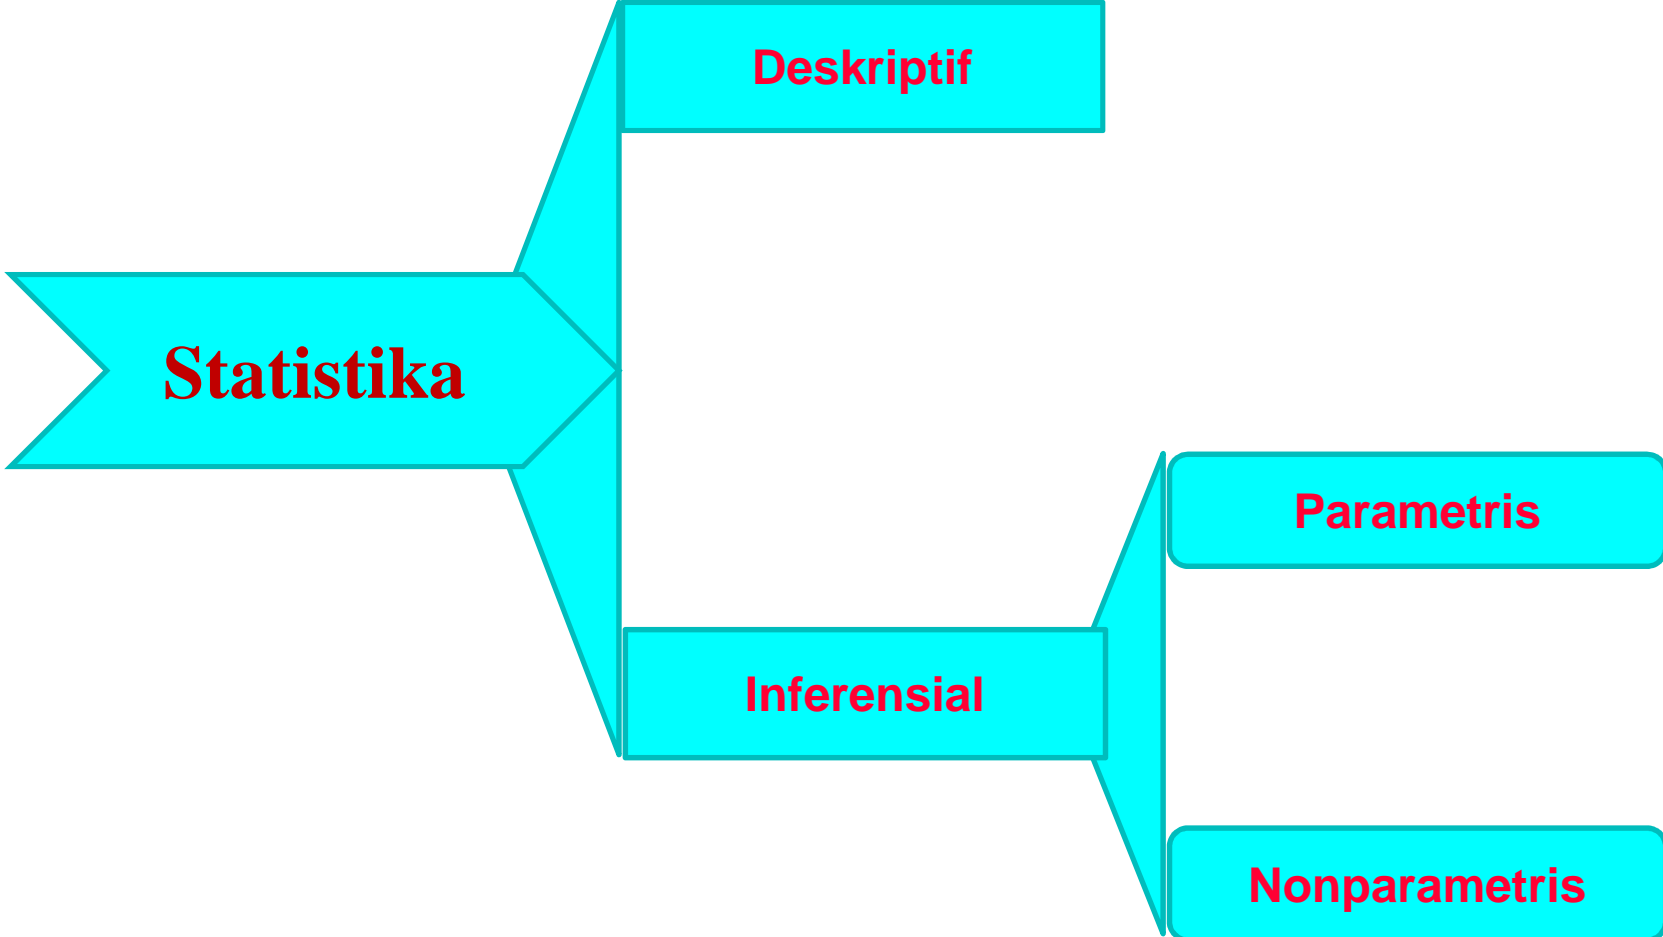 Deskriptif
Statistika
Parametris
Inferensial
Nonparametris